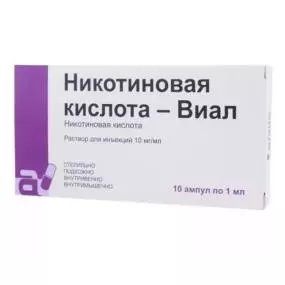 Никотиновая
кислота – Виал
Никотиновая кислота
Раствор для инъекций 10 мг/мл
СТЕРИЛЬНО
ПОДКОЖНО
ВНУТРИВЕННО
ВНУТРИМЫШЕЧНО
10 ампул по 1 мл